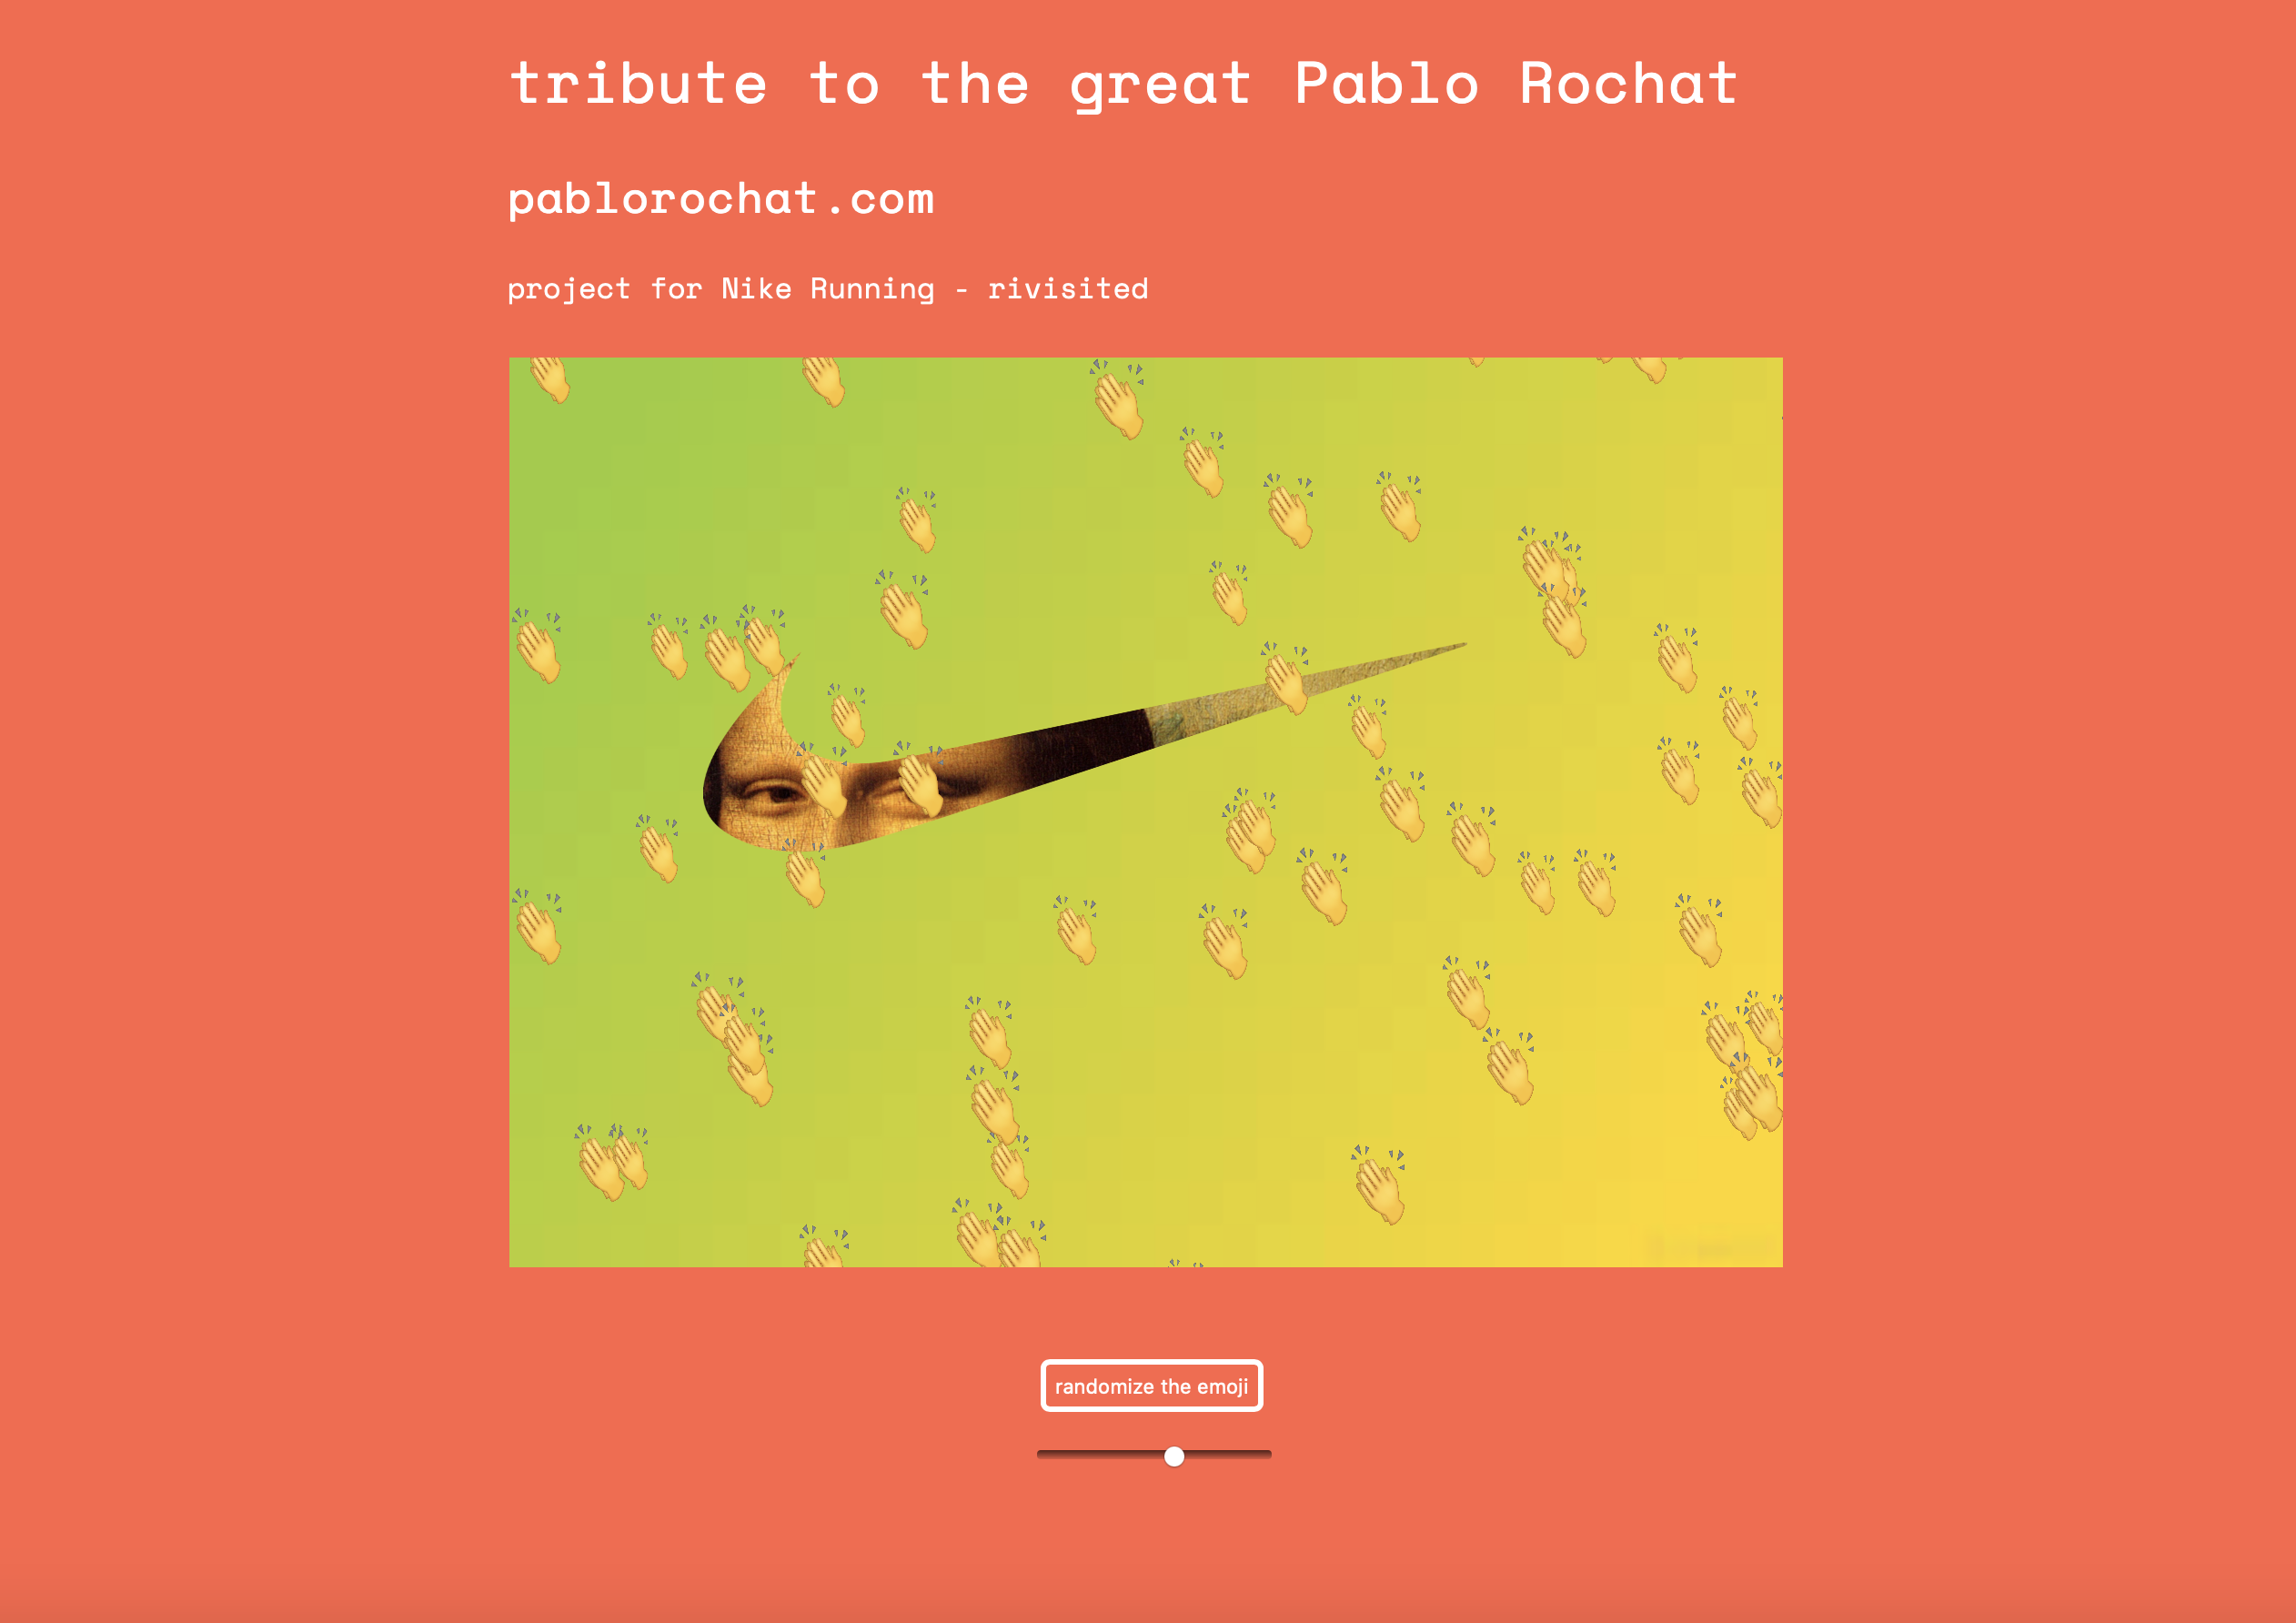 tribute to the great Pablo Rochat
pablorochat.com
project for Nike Running - rivisited
randomize the emoji